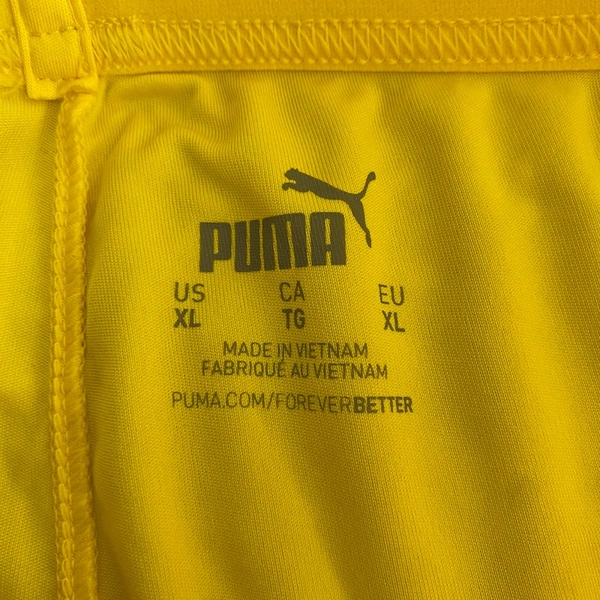 PUMA
US CA EU
XL TG XL
MADE IN VIETNAM
FABRIQUÉ AU VIETNAM
PUMA.COM/FOREVERBETTER